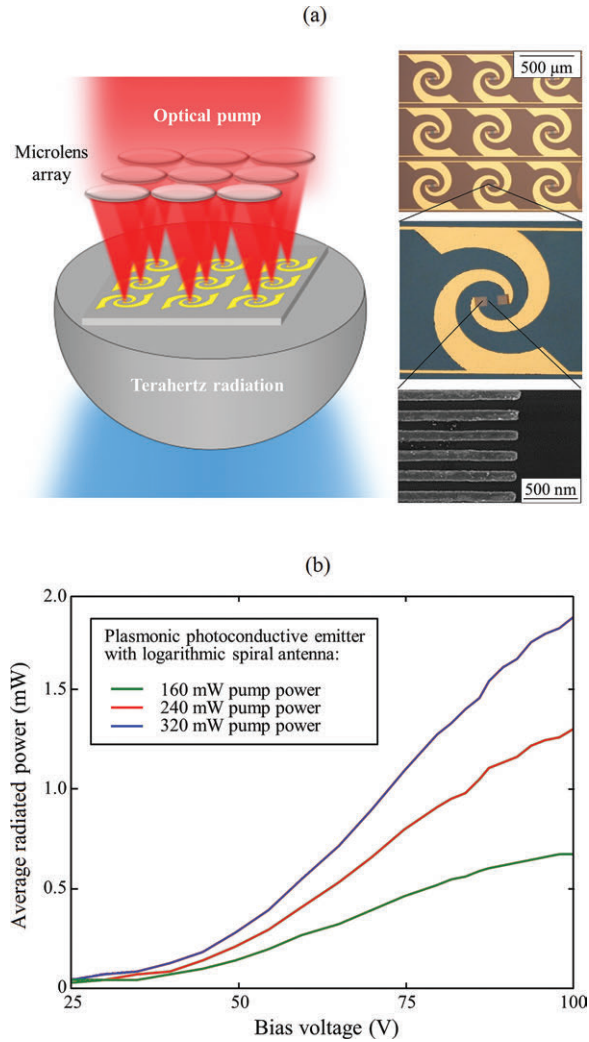 (a)
Optical pump
Microlens
array
Terahertz radiation
500 μm
500 nm
(b)
2.0
1.5
1.0
0.5
0
25
50
75
100
Average radiated power (mW)
Bias voltage (V)
Plasmonic photoconductive emitter
with logarithmic spiral antenna:
160 mW pump power
240 mW pump power
320 mW pump power